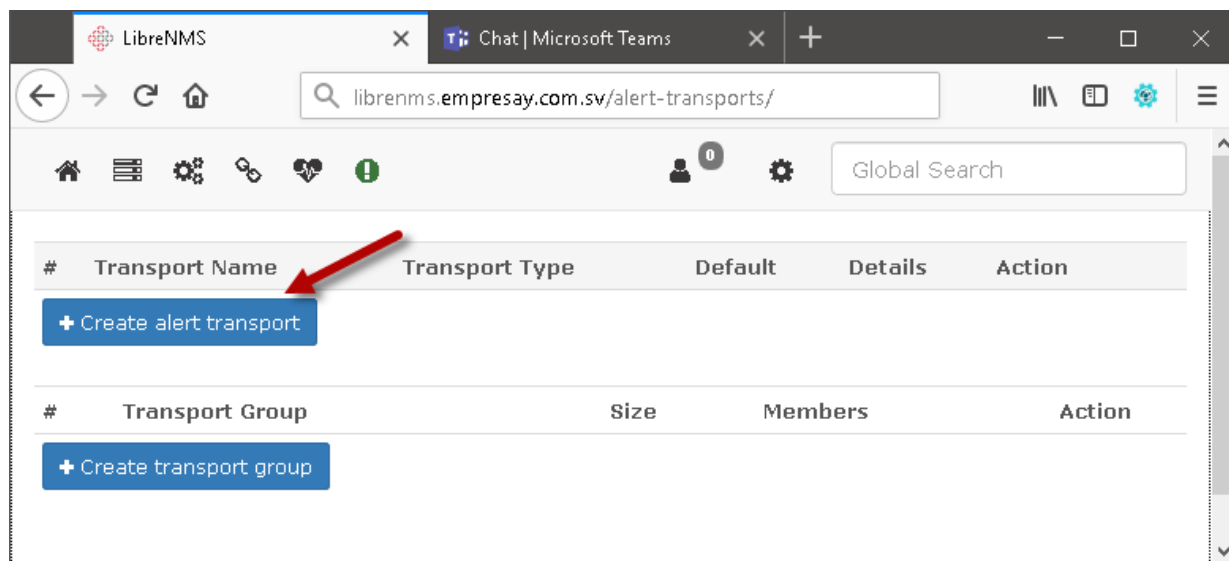 LibreNMS
Chat | Microsoft Teams
librenms.empresay.com.sv/alert-transports/
0
Global Search
# Transport Name Transport Type Default Details Action
Create alert transport
# Transport Group Size Members Action
Create transport group